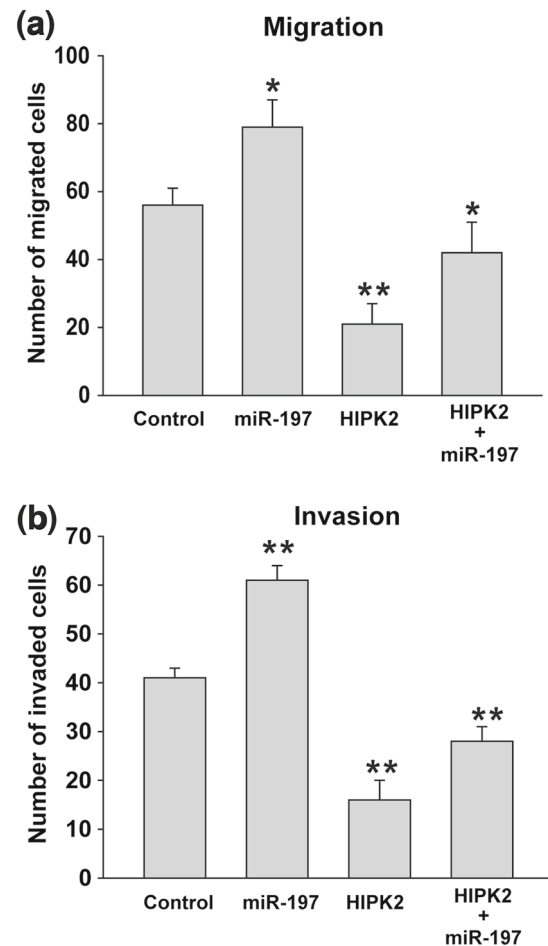 (a)
Migration
Number of migrated cells
100
80
60
40
20
0
*
**
*
Control
miR-197
HIPK2
HIPK2
+
miR-197
(b)
Invasion
Number of invaded cells
70
60
50
40
30
20
10
0
**
**
**
Control
miR-197
HIPK2
HIPK2
+
miR-197